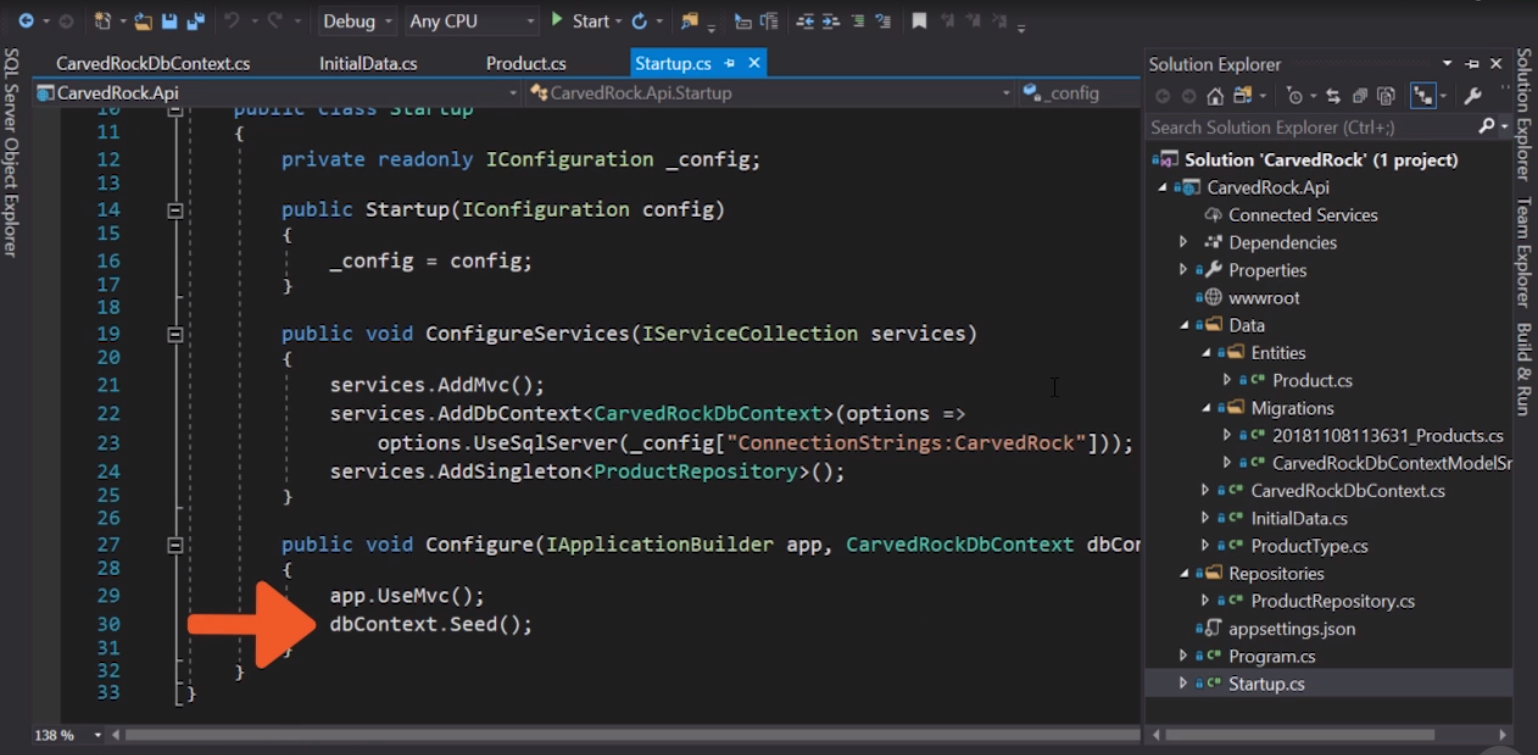 Debug
Any CPU
Start
SQL Server Object Explorer
CarvedRockDbContext.cs
InitialData.cs
Product.cs
Startup.cs
CarvedRock.Api
CarvedRock.Api.Startup
_config
10 public class Startup
11 {
12 private readonly IConfiguration _config;
13
14 public Startup(IConfiguration config)
15 {
16 _config = config;
17 }
18
19 public void ConfigureServices(IServiceCollection services)
20 {
21 services.AddMvc();
22 services.AddDbContext<CarvedRockDbContext>(options =>
23 options.UseSqlServer(_config["ConnectionStrings:CarvedRock"]));
24 services.AddSingleton<ProductRepository>();
25 }
26
27 public void Configure(IApplicationBuilder app, CarvedRockDbContext dbCon
28 {
29 app.UseMvc();
30 dbContext.Seed();
31 }
32 }
33 }
138 %
Solution Explorer
Search Solution Explorer (Ctrl+;)
Solution 'CarvedRock' (1 project)
CarvedRock.Api
Connected Services
Dependencies
Properties
wwwroot
Data
Entities
C# Product.cs
Migrations
C# 20181108113631_Products.cs
C# CarvedRockDbContextModelSn
C# CarvedRockDbContext.cs
C# InitialData.cs
C# ProductType.cs
Repositories
C# ProductRepository.cs
appsettings.json
C# Program.cs
C# Startup.cs
Solution Explorer
Team Explorer
Build & Run